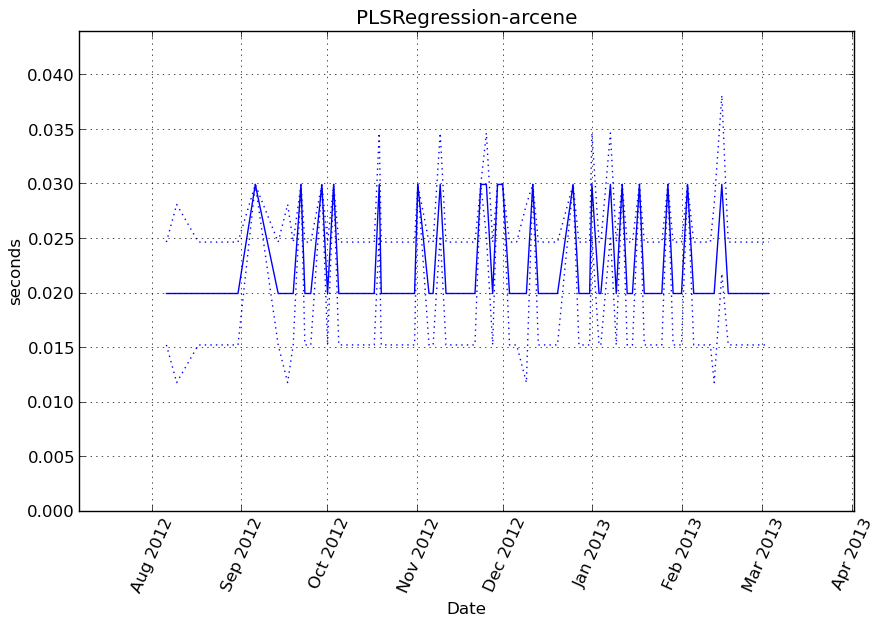 PLSRegression-arcene
0.040
0.035
0.030
0.025
0.020
0.015
0.010
0.005
0.000
seconds
Aug 2012
Sep 2012
Oct 2012
Nov 2012
Dec 2012
Jan 2013
Feb 2013
Mar 2013
Apr 2013
Date